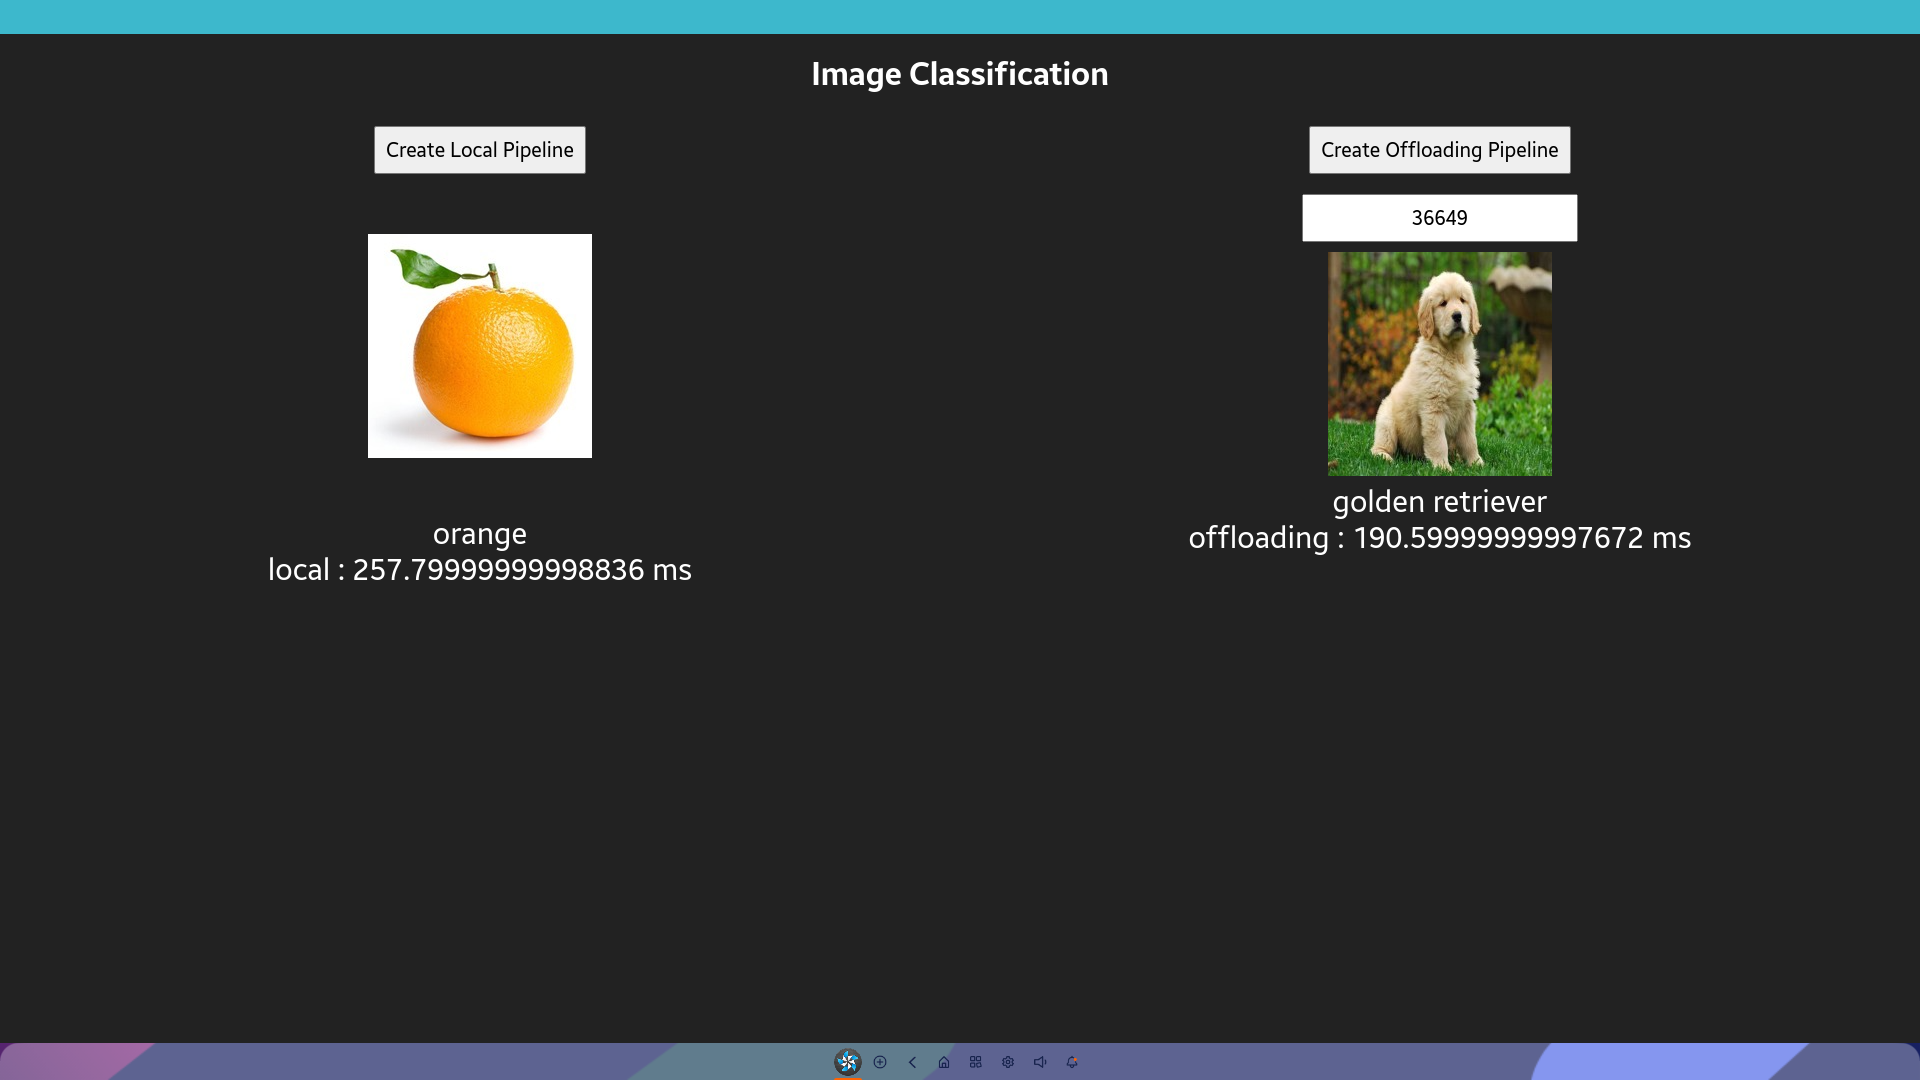 Image Classification
Create Local Pipeline
orange
local : 257.79999999998836 ms
Create Offloading Pipeline
36649
golden retriever
offloading : 190.59999999997672 ms